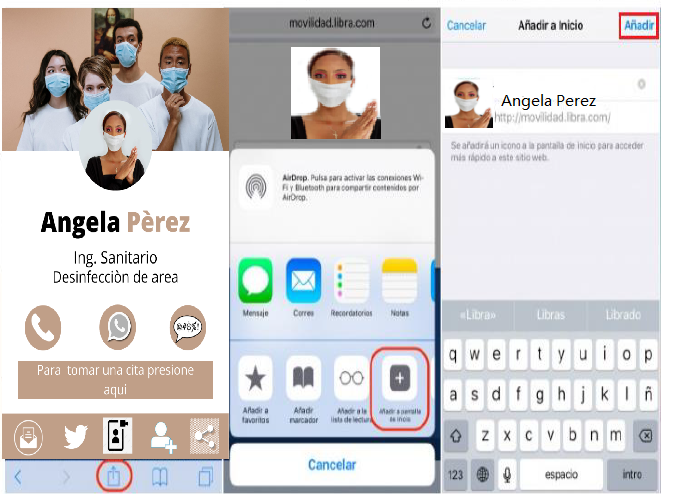 Angela Pèrez
Ing. Sanitario
Desinfecciòn de area
Para tomar una cita presione
aqui
movilidad.libra.com
AirDrop. Pulsa para activar las conexiones Wi-
Fi y Bluetooth para compartir contenidos por
AirDrop.
Mensaje
Correo
Recordatorios
Notas
Añadir a
favoritos
Añadir
marcador
Añadir a la
lista de lectura
Añadir a pantalla
de inicio
Cancelar
Cancelar
Añadir a Inicio
Añadir
Angela Perez
http://movilidad.libra.com/
Se añadirá un icono a la pantalla de inicio para acceder
más rápido a este sitio web.
«Libra»
Libras
Librado
q w e r t y u i o p
a s d f g h j k l ñ
z x c v b n m
123
espacio
intro